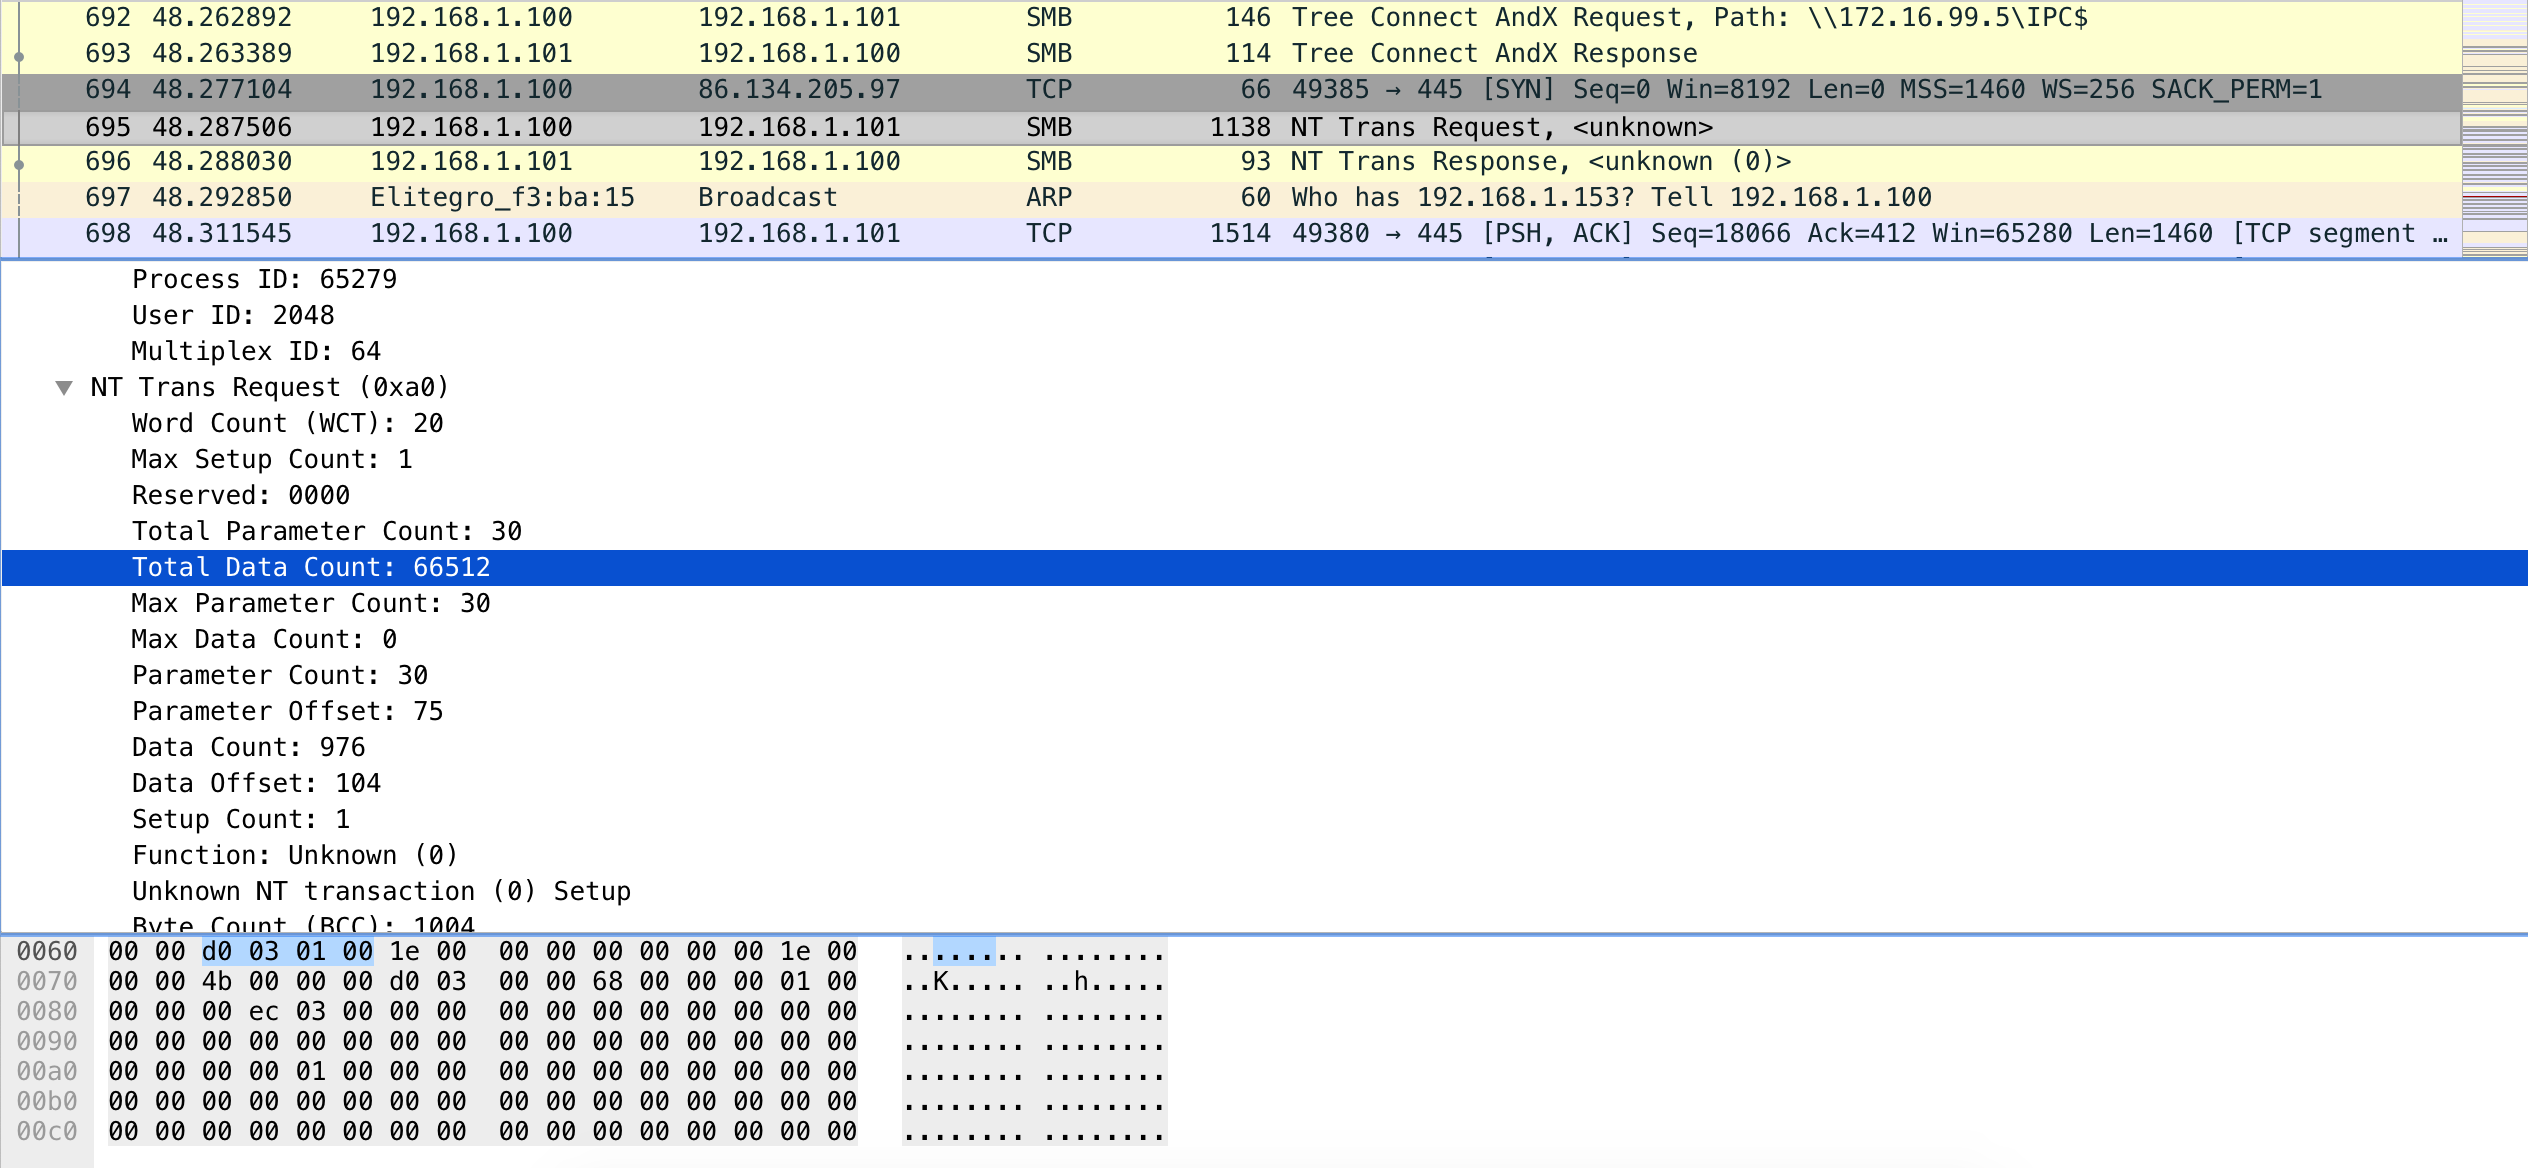 692 48.262892 192.168.1.100 192.168.1.101 SMB 146 Tree Connect AndX Request, Path: \\172.16.99.5\IPC$
693 48.263389 192.168.1.101 192.168.1.100 SMB 114 Tree Connect AndX Response
694 48.277104 192.168.1.100 86.134.205.97 TCP 66 49385 → 445 [SYN] Seq=0 Win=8192 Len=0 MSS=1460 WS=256 SACK_PERM=1
695 48.287506 192.168.1.100 192.168.1.101 SMB 1138 NT Trans Request, <unknown>
696 48.288030 192.168.1.101 192.168.1.100 SMB 93 NT Trans Response, <unknown (0)>
697 48.292850 Elitegro_f3:ba:15 Broadcast ARP 60 Who has 192.168.1.153? Tell 192.168.1.100
698 48.311545 192.168.1.100 192.168.1.101 TCP 1514 49380 → 445 [PSH, ACK] Seq=18066 Ack=412 Win=65280 Len=1460 [TCP segment …
Process ID: 65279
User ID: 2048
Multiplex ID: 64
NT Trans Request (0xa0)
Word Count (WCT): 20
Max Setup Count: 1
Reserved: 0000
Total Parameter Count: 30
Total Data Count: 66512
Max Parameter Count: 30
Max Data Count: 0
Parameter Count: 30
Parameter Offset: 75
Data Count: 976
Data Offset: 104
Setup Count: 1
Function: Unknown (0)
Unknown NT transaction (0) Setup
Byte Count (BCC): 1004
0060 00 00 d0 03 01 00 1e 00 00 00 00 00 00 00 1e 00 ........ ........
0070 00 00 4b 00 00 00 d0 03 00 00 68 00 00 00 01 00 ..K..... ..h.....
0080 00 00 00 ec 03 00 00 00 00 00 00 00 00 00 00 00 ........ ........
0090 00 00 00 00 00 00 00 00 00 00 00 00 00 00 00 00 ........ ........
00a0 00 00 00 00 01 00 00 00 00 00 00 00 00 00 00 00 ........ ........
00b0 00 00 00 00 00 00 00 00 00 00 00 00 00 00 00 00 ........ ........
00c0 00 00 00 00 00 00 00 00 00 00 00 00 00 00 00 00 ........ ........